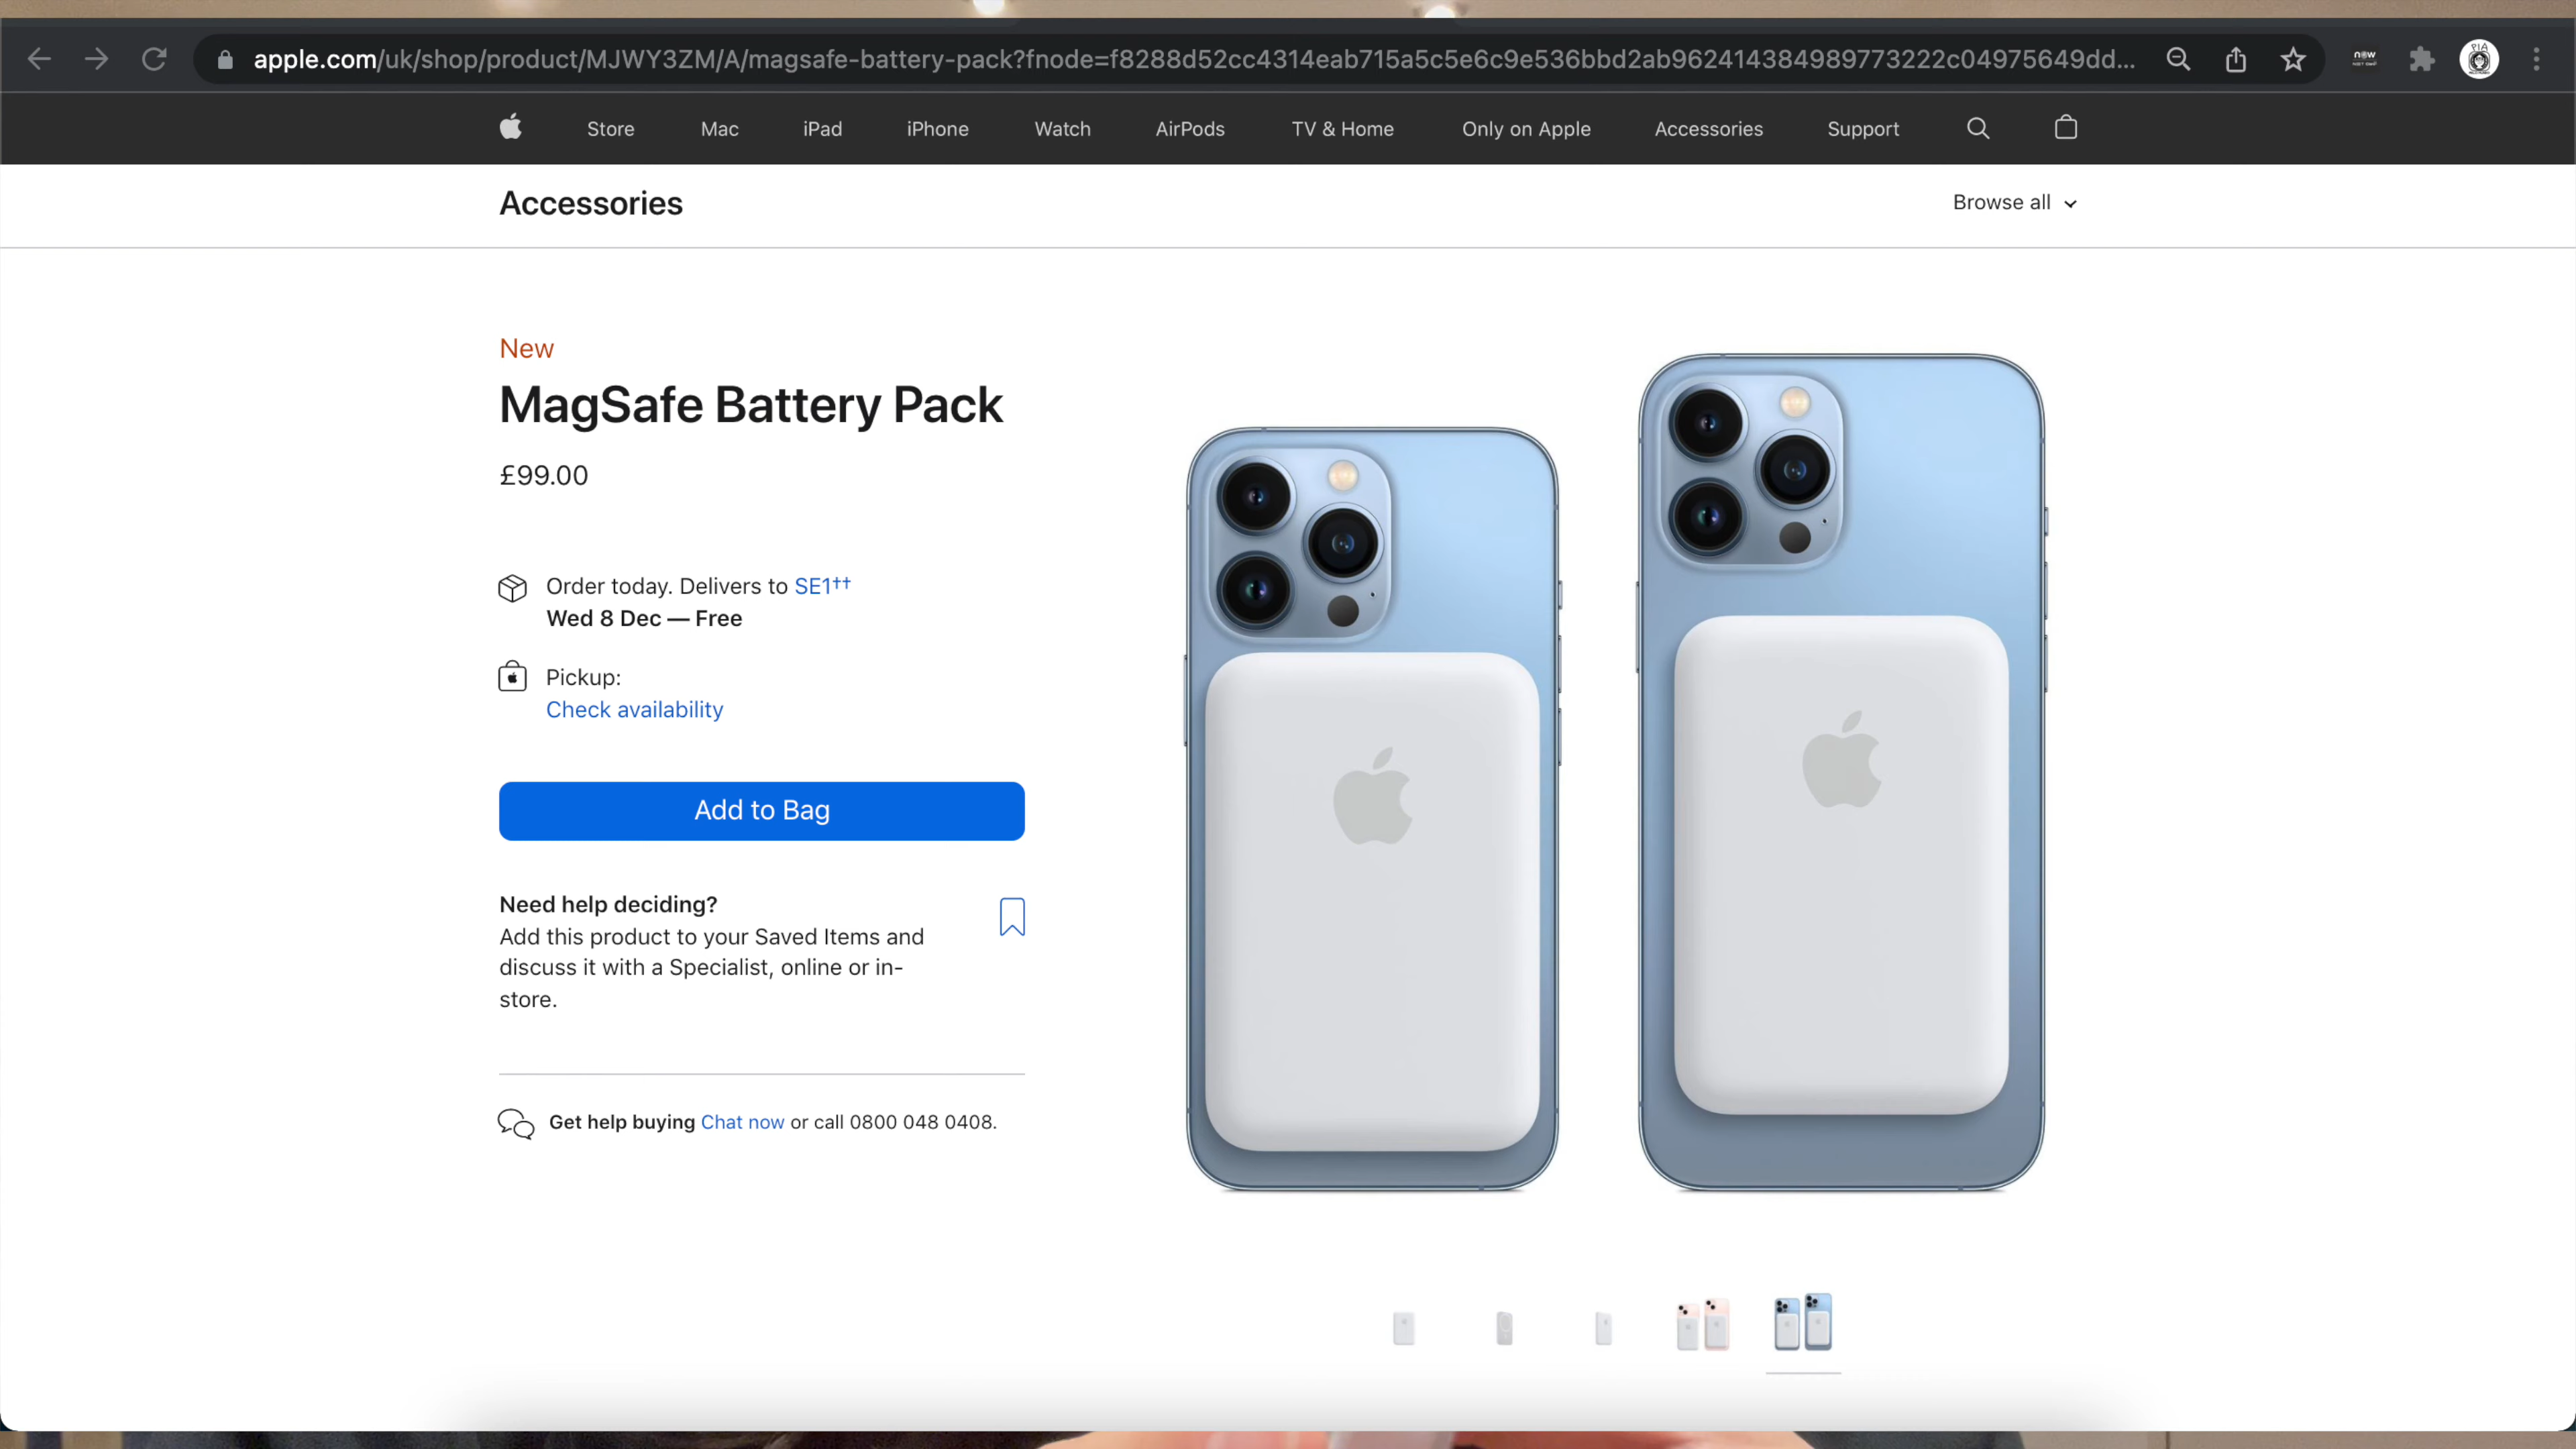 apple.com/uk/shop/product/MJWY3ZM/A/magsafe-battery-pack?fnode=f8288d52cc4314eab715a5c5e6c9e536bbd2ab962414384989773222c04975649dd...
Store Mac iPad iPhone Watch AirPods TV & Home Only on Apple Accessories Support
Accessories
Browse all
New
MagSafe Battery Pack
£99.00
Order today. Delivers to SE1††
Wed 8 Dec — Free
Pickup:
Check availability
Add to Bag
Need help deciding?
Add this product to your Saved Items and
discuss it with a Specialist, online or in-
store.
Get help buying Chat now or call 0800 048 0408.